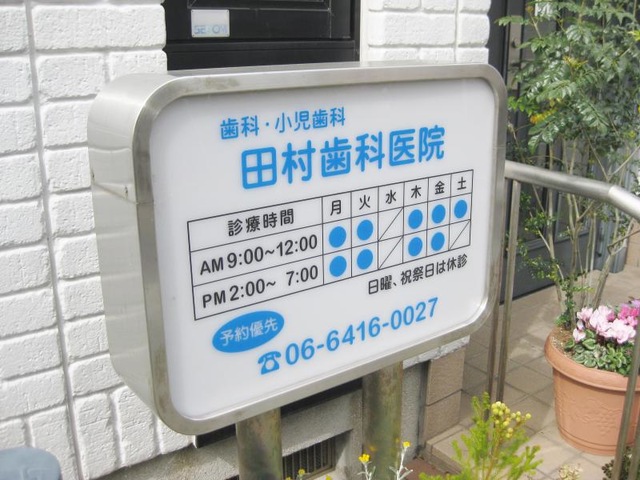 SECOM
歯科・小児歯科
田村歯科医院
診療時間 月 火 水 木 金 土
AM 9:00~12:00 ● ● ／ ● ● ●
PM 2:00~ 7:00 ● ● ／ ● ● ／
日曜、祝祭日は休診
予約優先
☎06-6416-0027